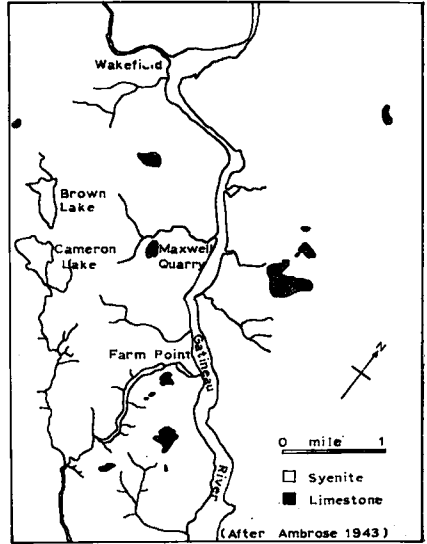 Wakefield
Brown
Lake
Cameron
Lake
Maxwell
Quarry
Farm Point
Gatineau
River
N
0 mile 1
Syenite
Limestone
(After Ambrose 1943)